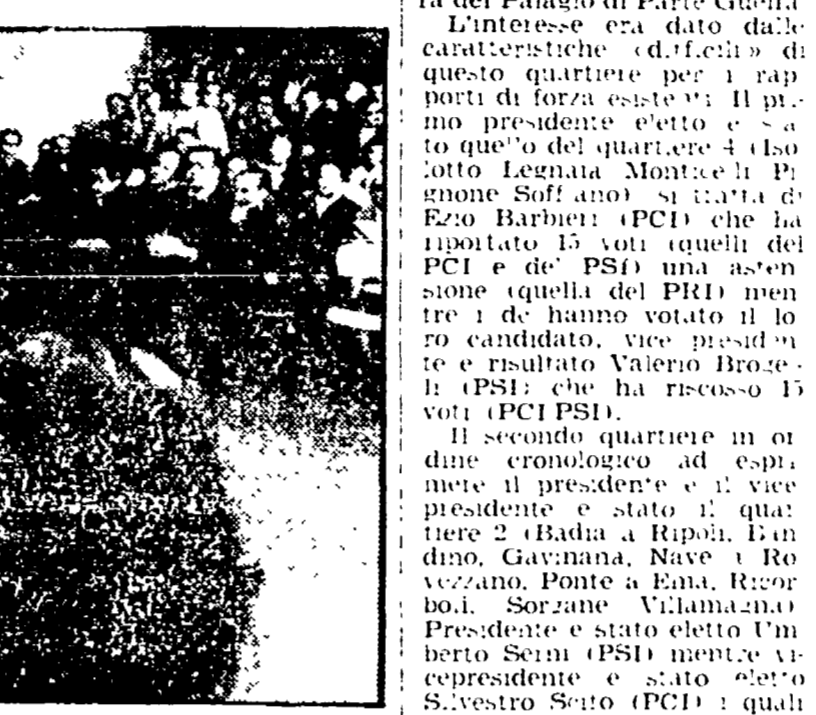 ra del Palagio di Parte Guelfa
L'interesse era dato dalle
caratteristiche «difficili» di
questo quartiere per i rap
porti di forza esistenti Il pri-
mo presidente eletto e sta
to quello del quartiere 4 (Iso
lotto Legnaia Monticelli Pi
gnone Soffiano) si tratta di
Ezio Barbieri (PCI) che ha
riportato 15 voti (quelli del
PCI e del PSI) una asten
sione (quella del PRI) men
tre i dc hanno votato il lo
ro candidato, vice presiden
te e risultato Valerio Broge-
li (PSI) che ha riscosso 15
voti (PCI PSI).
Il secondo quartiere in or
dine cronologico ad espri
mere il presidente e il vice
presidente e stato il quar
tiere 2 (Badia a Ripoli, Ban
dino, Gavinana, Nave a Ro
vezzano, Ponte a Ema, Ricor
boli, Sorgane Villamagna)
Presidente e stato eletto Um
berto (PSI) mentre vi-
cepresidente e stato eletto
Silvestro (PCI) i quali